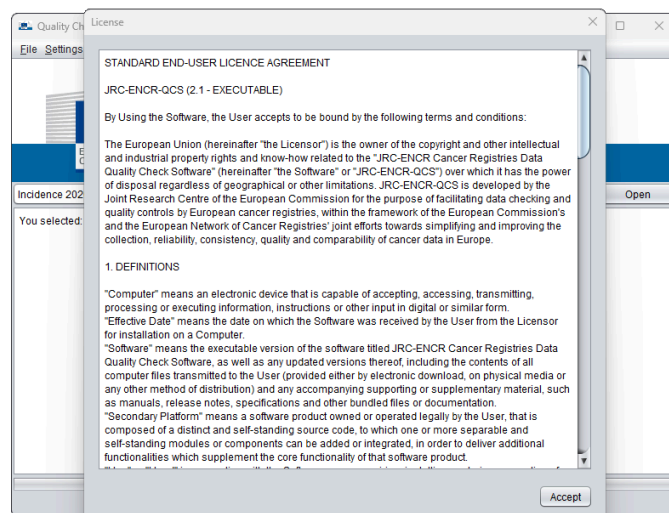 Quality Ch
License
File Settings
STANDARD END-USER LICENCE AGREEMENT
JRC-ENCR-QCS (2.1 - EXECUTABLE)
By Using the Software, the User accepts to be bound by the following terms and conditions:
The European Union (hereinafter "the Licensor") is the owner of the copyright and other intellectual
and industrial property rights and know-how related to the "JRC-ENCR Cancer Registries Data
Quality Check Software" (hereinafter "the Software" or "JRC-ENCR-QCS") over which it has the power
of disposal regardless of geographical or other limitations. JRC-ENCR-QCS is developed by the
Joint Research Centre of the European Commission for the purpose of facilitating data checking and
quality controls by European cancer registries, within the framework of the European Commission's
and the European Network of Cancer Registries' joint efforts towards simplifying and improving the
collection, reliability, consistency, quality and comparability of cancer data in Europe.
Incidence 202
Open
You selected:
1. DEFINITIONS
"Computer" means an electronic device that is capable of accepting, accessing, transmitting,
processing or executing information, instructions or other input in digital or similar form.
"Effective Date" means the date on which the Software was received by the User from the Licensor
for installation on a Computer.
"Software" means the executable version of the software titled JRC-ENCR Cancer Registries Data
Quality Check Software, as well as any updated versions thereof, including the contents of all
computer files transmitted to the User (provided either by electronic download, on physical media or
any other method of distribution) and any accompanying supporting or supplementary material, such
as manuals, release notes, specifications and other bundled files or documentation.
"Secondary Platform" means a software product owned or operated legally by the User, that is
composed of a distinct and self-standing source code, to which one or more separable and
self-standing modules or components can be added or integrated, in order to deliver additional
functionalities which supplement the core functionality of that software product.
Accept